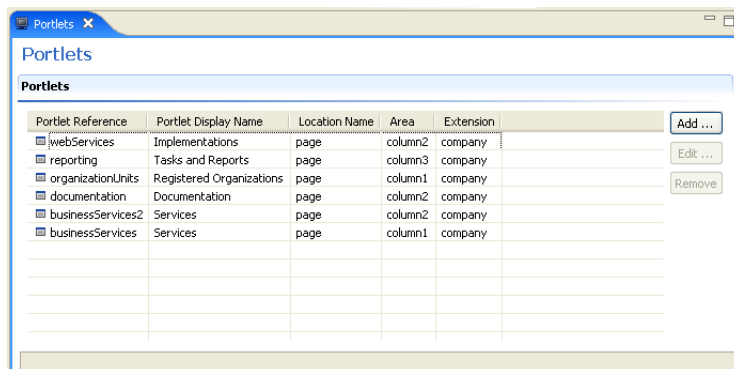 Portlets
Portlets
Portlets
Portlet Reference Portlet Display Name Location Name Area Extension
webServices Implementations page column2 company
reporting Tasks and Reports page column3 company
organizationUnits Registered Organizations page column1 company
documentation Documentation page column2 company
businessServices2 Services page column2 company
businessServices Services page column1 company
Add ...
Edit ...
Remove